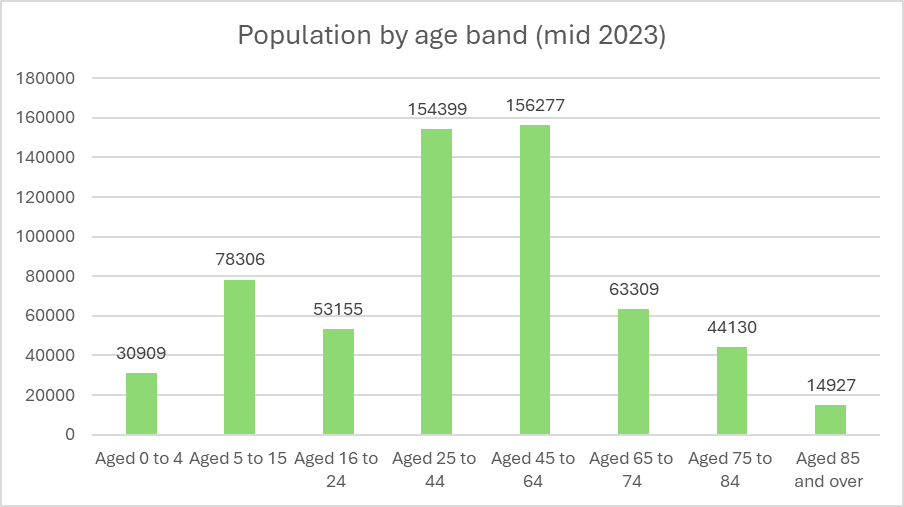 Population by age band (mid 2023)
180000
160000
140000
120000
100000
80000
60000
40000
20000
0
30909
78306
53155
154399
156277
63309
44130
14927
Aged 0 to 4
Aged 5 to 15
Aged 16 to
24
Aged 25 to
44
Aged 45 to
64
Aged 65 to
74
Aged 75 to
84
Aged 85
and over